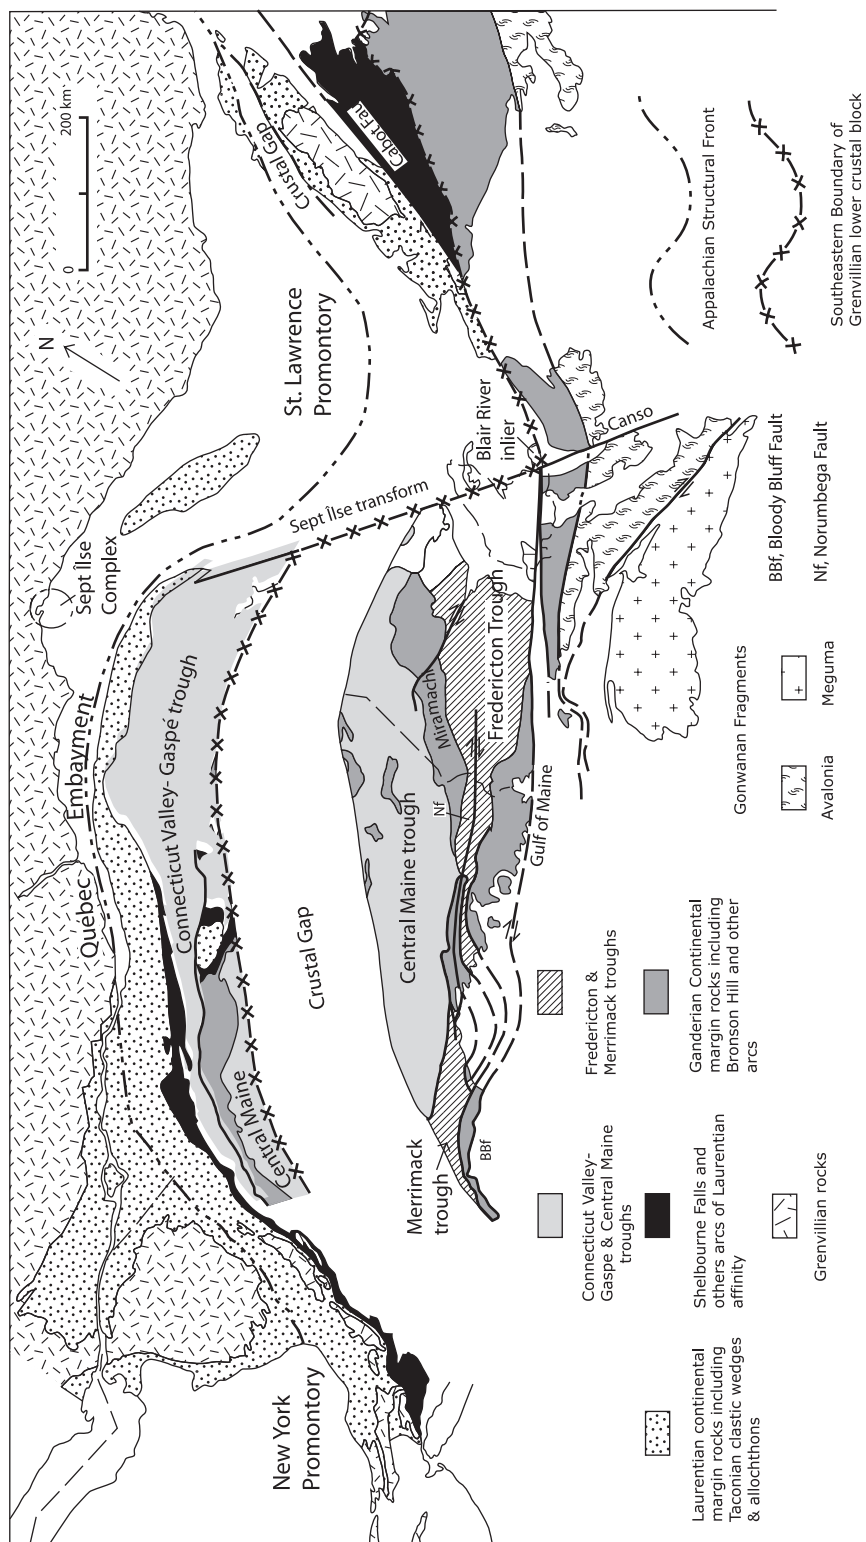 0
200 km
N
Crustal Gap
Cabot Fau
St. Lawrence
Promontory
Sept Îlse
Complex
Quebec
Embayment
Sept Îlse transform
Blair River
inlier
Canso
Connecticut Valley- Gaspé trough
Central Maine
Crustal Gap
New York
Promontory
Central Maine trough
Miramachi
Fredericton Trough
Nf
Gulf of Maine
Merrimack
trough
BBf
Appalachian Structural Front
Southeastern Boundary of
Grenvillian lower crustal block
BBf, Bloody Bluff Fault
Nf, Norumbega Fault
Gonwanan Fragments
Avalonia
Meguma
Fredericton &
Merrimack troughs
Ganderian Continental
margin rocks including
Bronson Hill and other
arcs
Connecticut Valley-
Gaspe & Central Maine
troughs
Shelbourne Falls and
others arcs of Laurentian
affinity
Grenvillian rocks
Laurentian continental
margin rocks including
Taconian clastic wedges
& allochthons